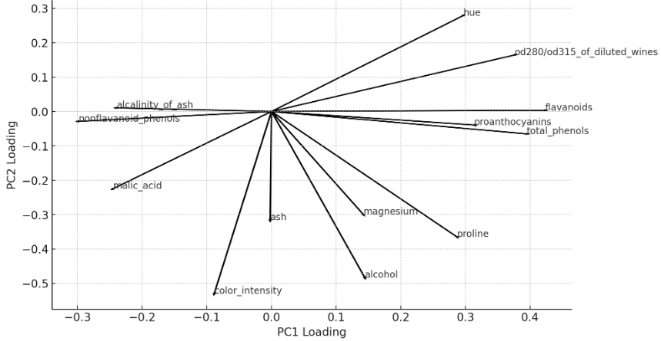 0.3
hue
0.2
od280/od315_of_diluted_wines
0.1
alcalinity_of_ash
flavanoids
0.0
nonflavanoid_phenols
proanthocyanins
total_phenols
−0.1
PC2 Loading
−0.2
malic_acid
magnesium
ash
−0.3
proline
−0.4
alcohol
−0.5
color_intensity
−0.3 −0.2 −0.1 0.0 0.1 0.2 0.3 0.4
PC1 Loading